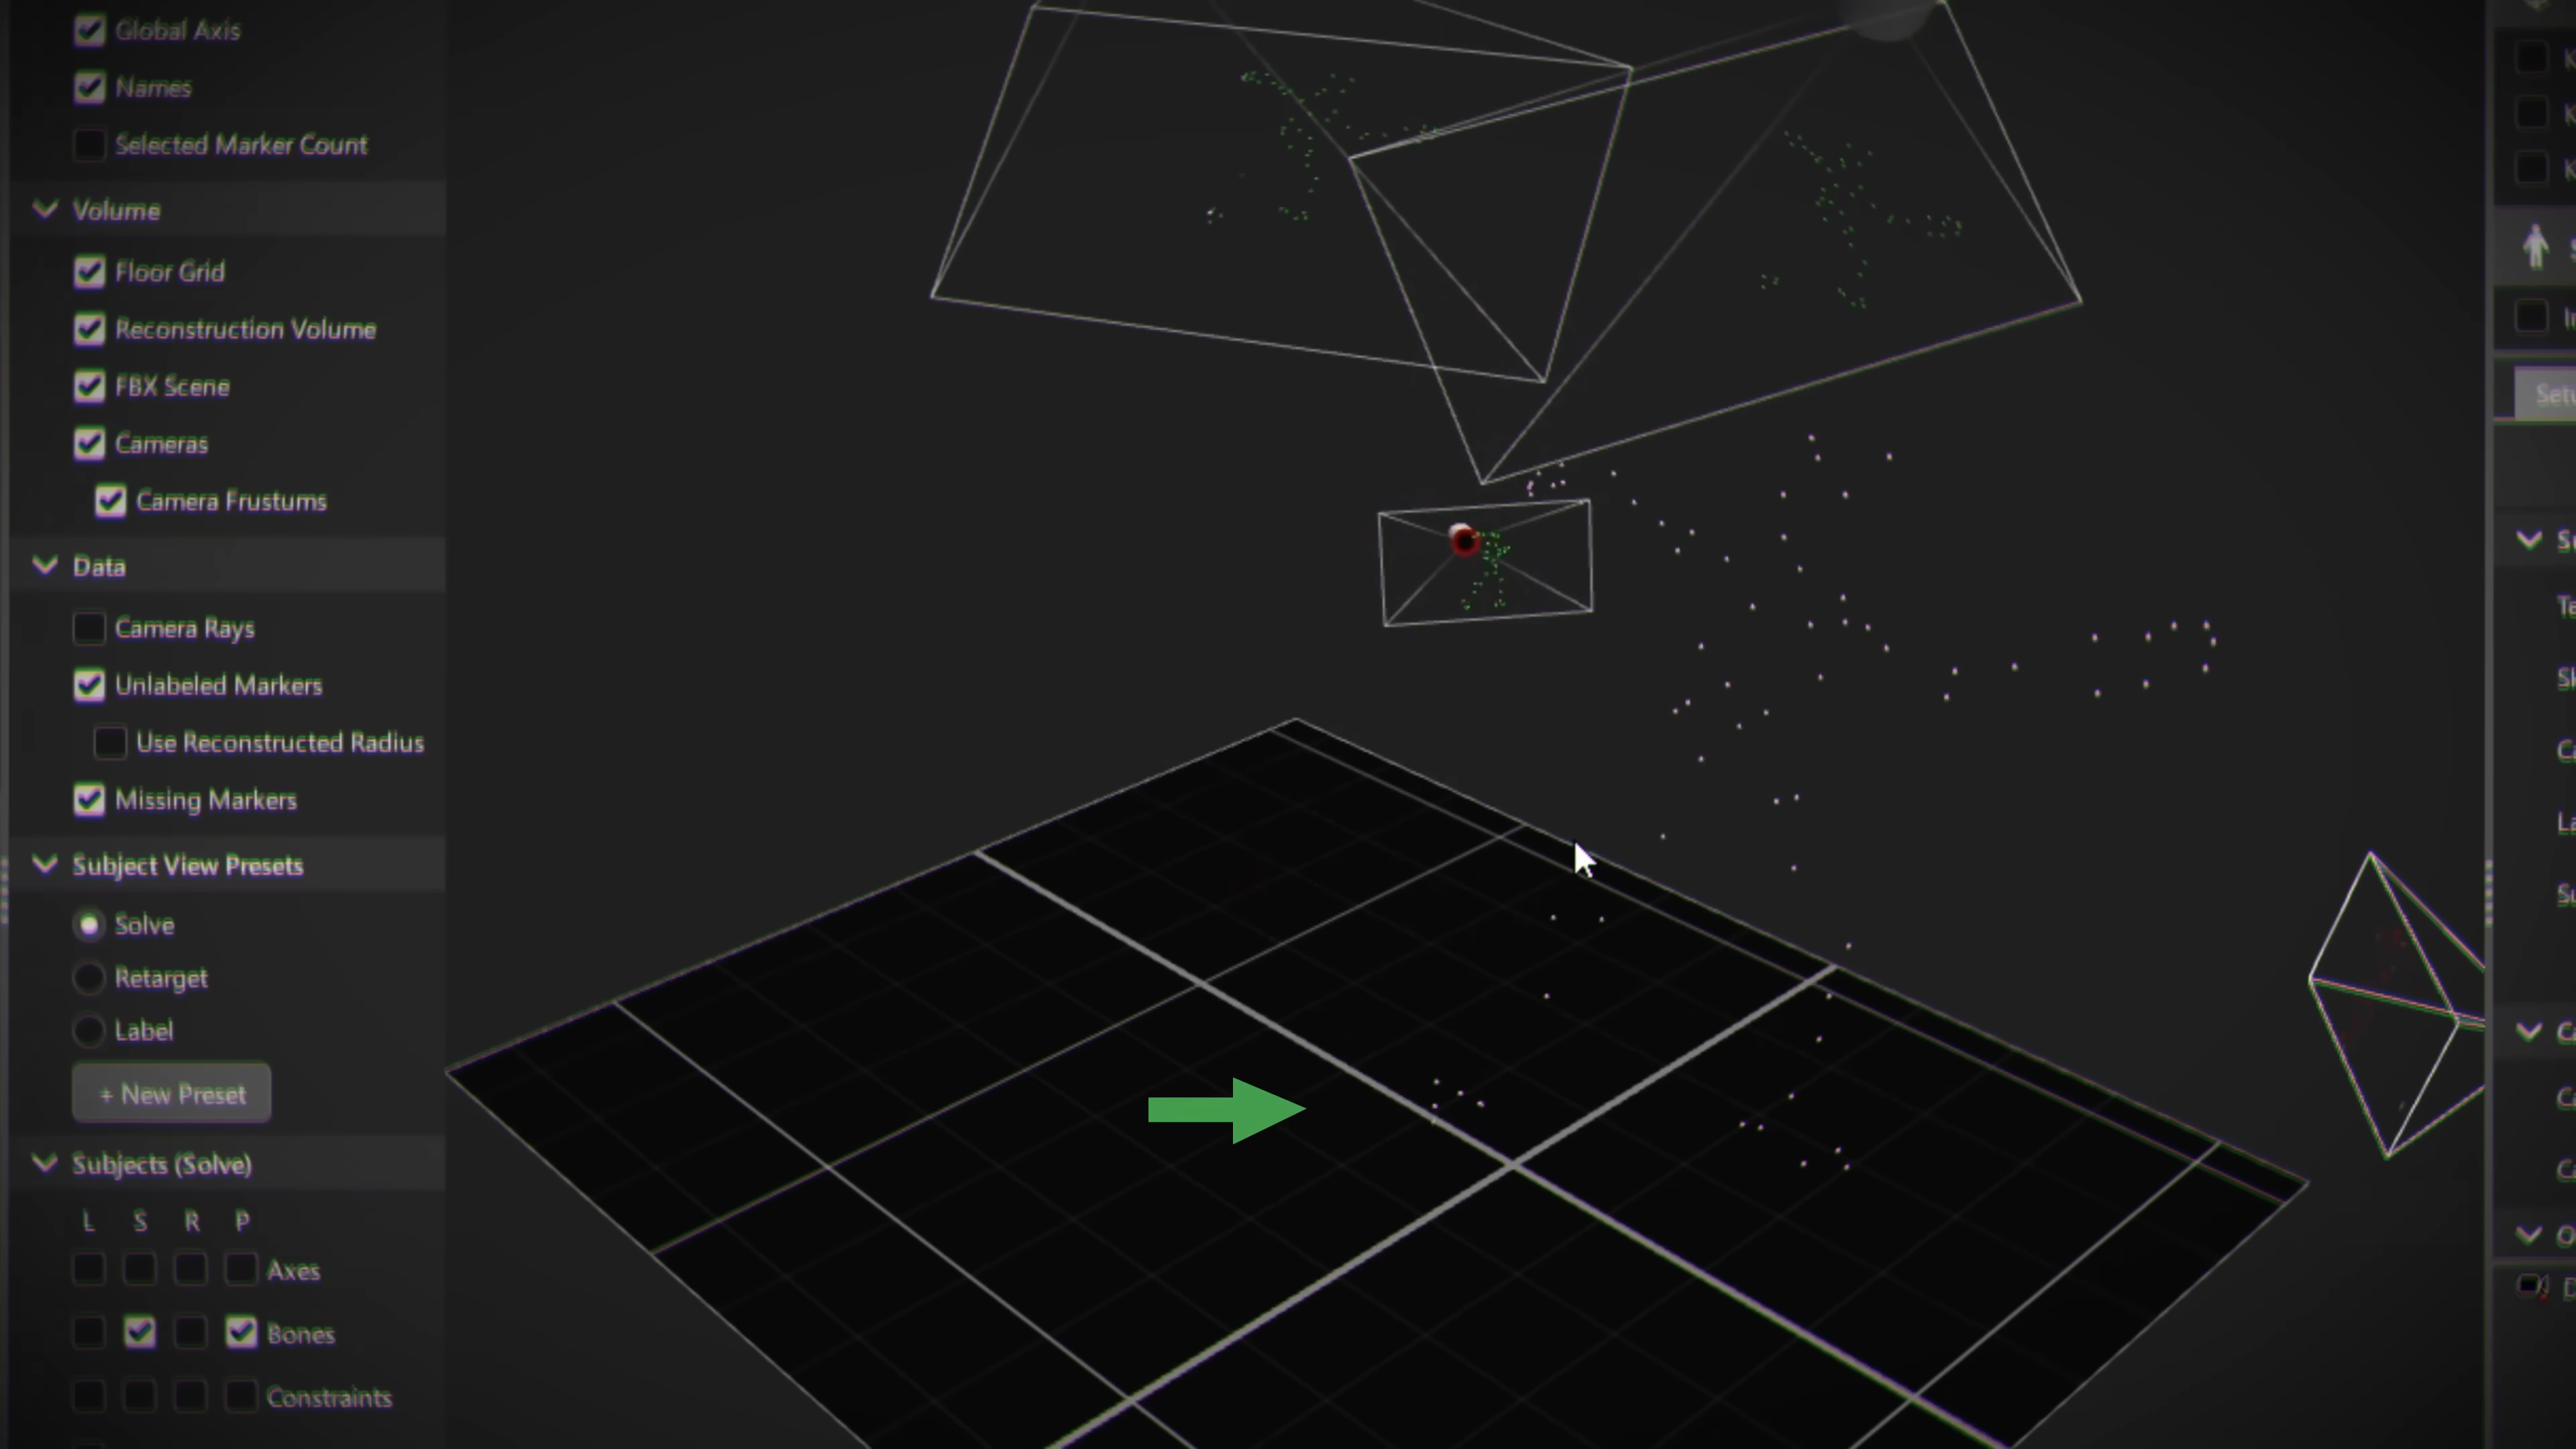 Global Axis
Names
Selected Marker Count
Volume
Floor Grid
Reconstruction Volume
FBX Scene
Cameras
Camera Frustums
Data
Camera Rays
Unlabeled Markers
Use Reconstructed Radius
Missing Markers
Subject View Presets
Solve
Retarget
Label
+ New Preset
Subjects (Solve)
L S R P
Axes
Bones
Constraints